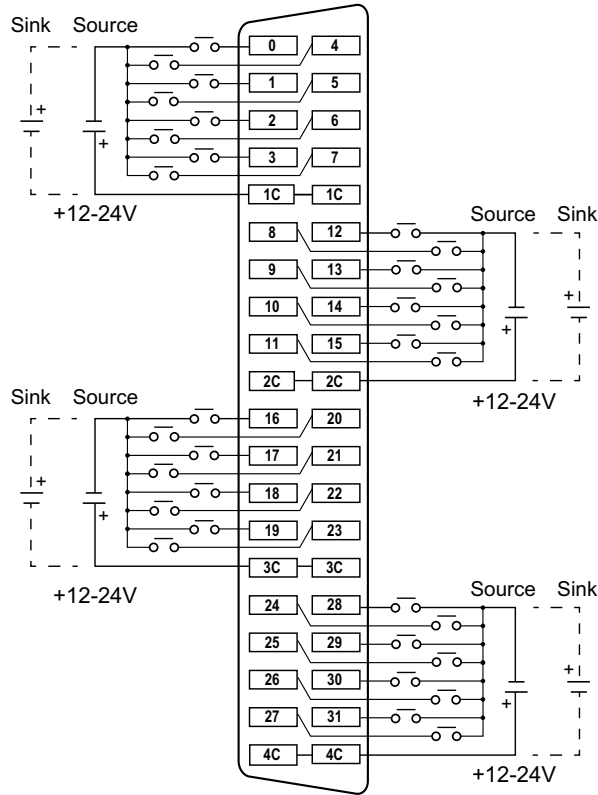 Sink Source
0 4
1 5
2 6
3 7
1C 1C
+ +
+12-24V
Source Sink
8 12
9 13
10 14
11 15
2C 2C
+ +
+12-24V
Sink Source
16 20
17 21
18 22
19 23
3C 3C
+ +
+12-24V
Source Sink
24 28
25 29
26 30
27 31
4C 4C
+ +
+12-24V